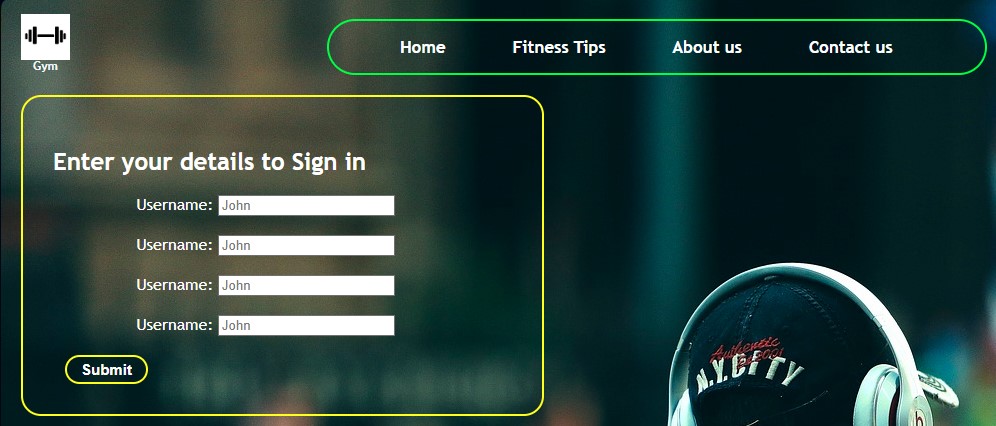 Gym
Home Fitness Tips About us Contact us
Enter your details to Sign in
Username: John
Username: John
Username: John
Username: John
Submit
Authentic
N.Y.CITY
b